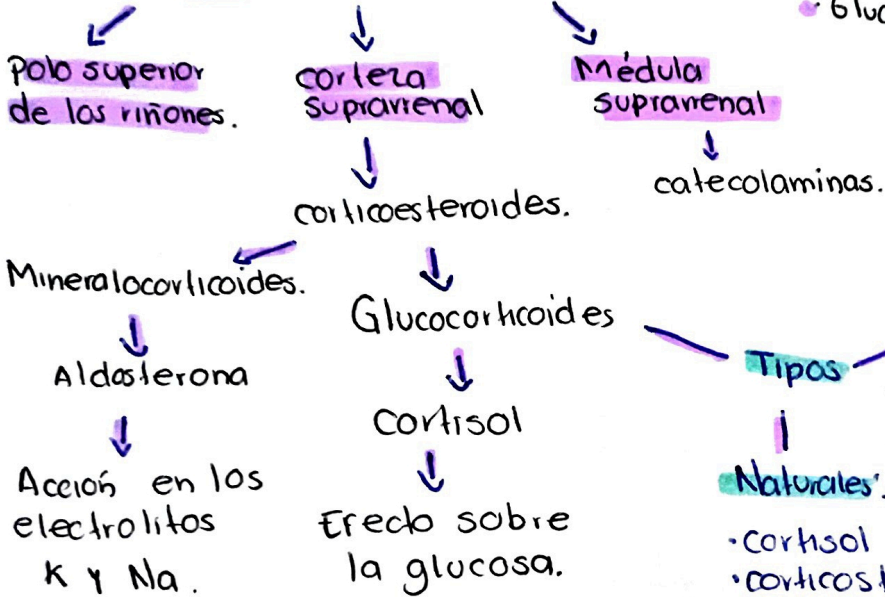 Polo superior
de los riñones.
corteza
suprarrenal
Médula
suprarrenal
catecolaminas.
corticoesteroides.
Mineralocorticoides.
Glucocorticoides
Aldosterona
Tipos
Cortisol
Acción en los
electrolitos
K y Na.
Efecto sobre
la glucosa.
Naturales.
•cortisol